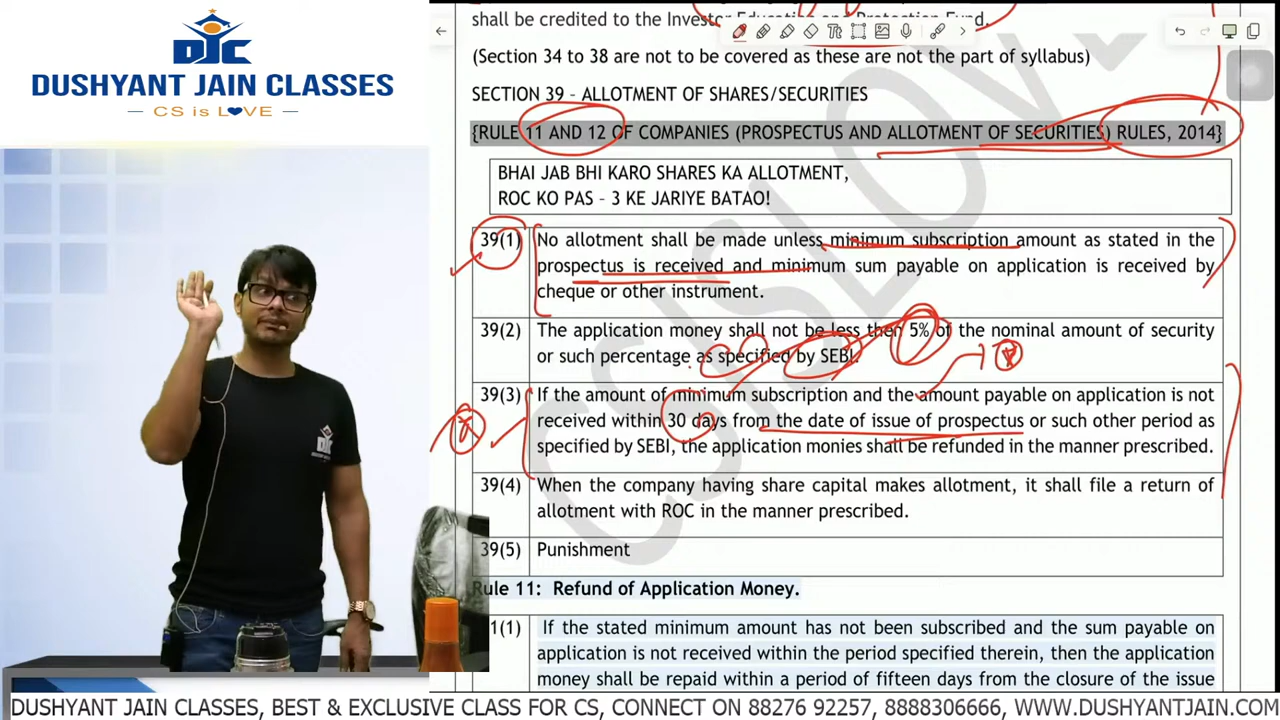 DJC
DUSHYANT JAIN CLASSES
CS is L VE
shall be credited to the Investor Education and Protection Fund.
(Section 34 to 38 are not to be covered as these are not the part of syllabus)
SECTION 39 – ALLOTMENT OF SHARES/SECURITIES
{RULE 11 AND 12 OF COMPANIES (PROSPECTUS AND ALLOTMENT OF SECURITIES) RULES, 2014}
BHAI JAB BHI KARO SHARES KA ALLOTMENT,
ROC KO PAS – 3 KE JARIYE BATAO!
39(1) No allotment shall be made unless minimum subscription amount as stated in the
prospectus is received and minimum sum payable on application is received by
cheque or other instrument.
39(2) The application money shall not be less then 5% of the nominal amount of security
or such percentage as specified by SEBI.
39(3) If the amount of minimum subscription and the amount payable on application is not
received within 30 days from the date of issue of prospectus or such other period as
specified by SEBI, the application monies shall be refunded in the manner prescribed.
39(4) When the company having share capital makes allotment, it shall file a return of
allotment with ROC in the manner prescribed.
39(5) Punishment
Rule 11: Refund of Application Money.
1(1) If the stated minimum amount has not been subscribed and the sum payable on
application is not received within the period specified therein, then the application
money shall be repaid within a period of fifteen days from the closure of the issue
DUSHYANT JAIN CLASSES, BEST & EXCLUSIVE CLASS FOR CS, CONNECT ON 88276 92257, 8888306666, WWW.DUSHYANTJAIN.COM